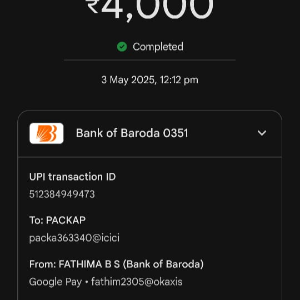 ₹4,000
Completed
3 May 2025, 12:12 pm
Bank of Baroda 0351
UPI transaction ID
512384949473
To: PACKAP
packa363340@icici
From: FATHIMA B S (Bank of Baroda)
Google Pay • fathim2305@okaxis